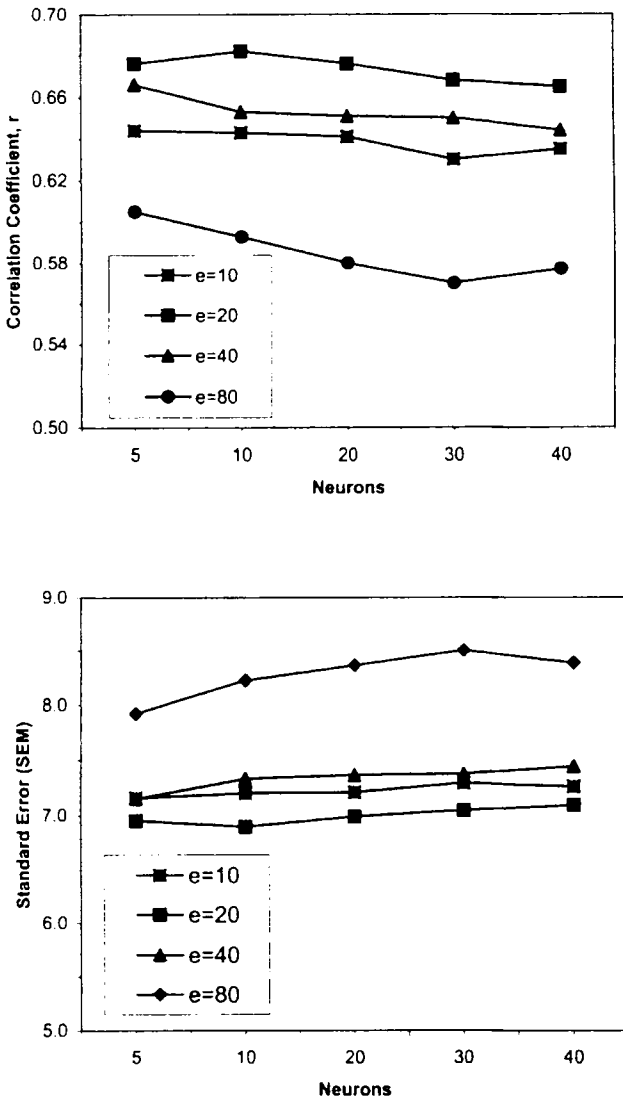 0.70
0.66
0.62
0.58
0.54
0.50
Correlation Coefficient, r
e=10
e=20
e=40
e=80
5 10 20 30 40
Neurons
9.0
8.0
7.0
6.0
5.0
Standard Error (SEM)
e=10
e=20
e=40
e=80
5 10 20 30 40
Neurons